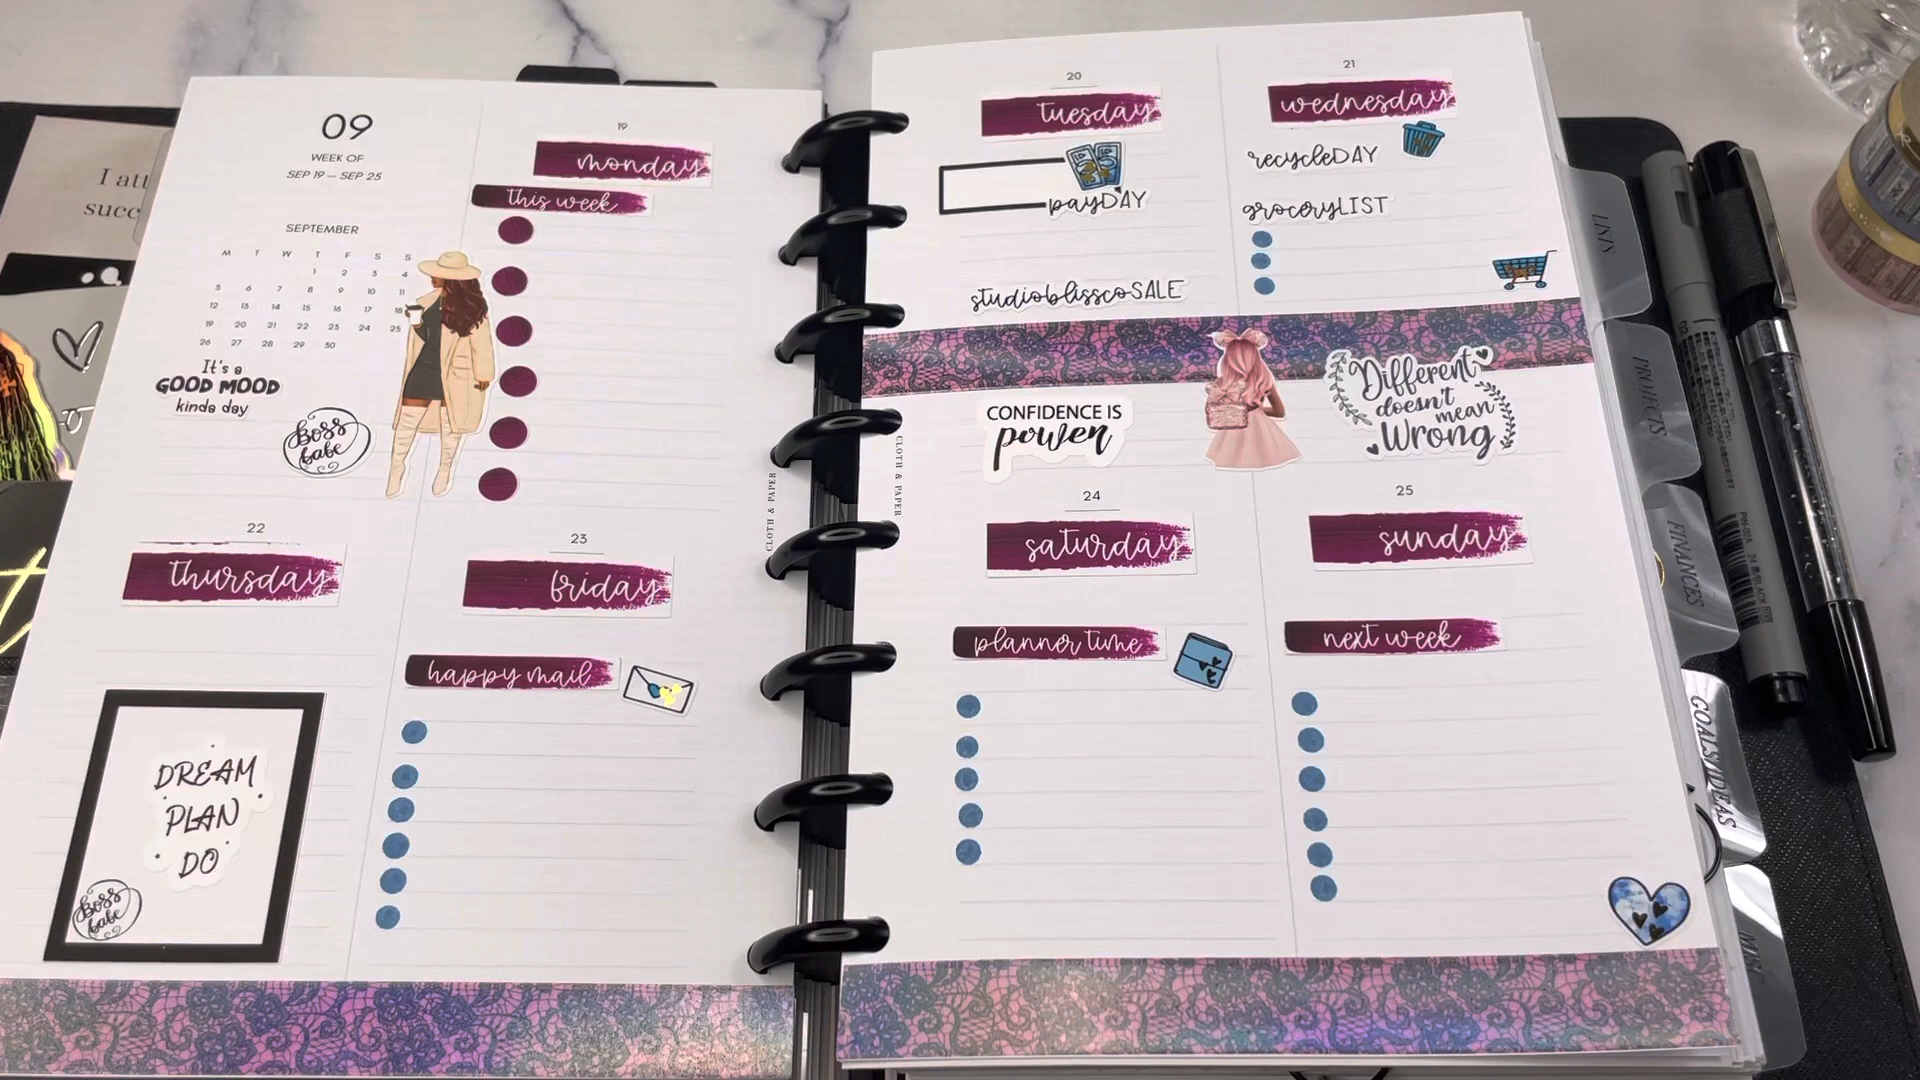 I att
succ
09
WEEK OF
SEP 19 — SEP 25
SEPTEMBER
M T W T F S S
1 2 3 4
5 6 7 8 9 10 11
12 13 14 15 16 17 18
19 20 21 22 23 24 25
26 27 28 29 30
It's a
GOOD MOOD
kinda day
boss
babe
19
monday
this week
22
thursday
DREAM
PLAN
DO
boss
babe
23
friday
happy mail
CLOTH & PAPER
20
tuesday
payDAY
studioblisscoSALE
21
wednesday
recycleDAY
groceryLIST
CLOTH & PAPER
CONFIDENCE IS
power
Different
doesn't
mean
Wrong
24
saturday
planner time
25
sunday
next week
LISTS
PROJECTS
FINANCES
GOALS/IDEAS